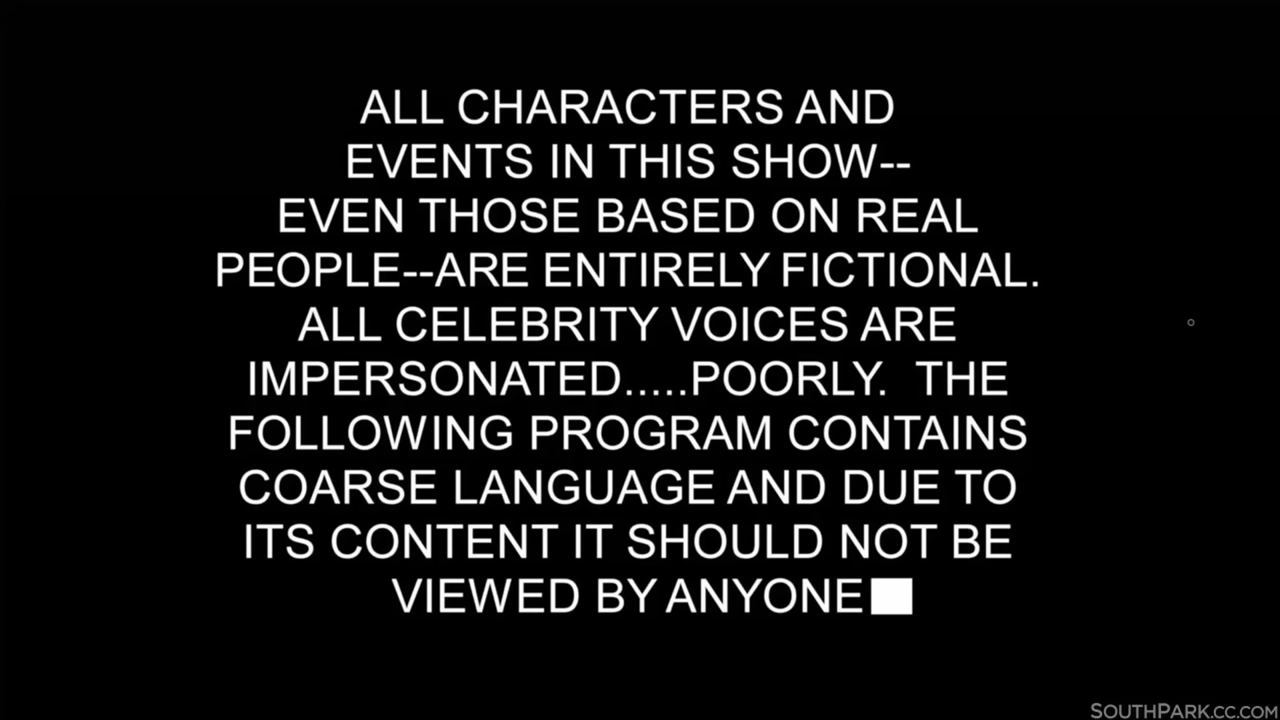 ALL CHARACTERS AND
EVENTS IN THIS SHOW--
EVEN THOSE BASED ON REAL
PEOPLE--ARE ENTIRELY FICTIONAL.
ALL CELEBRITY VOICES ARE
IMPERSONATED.....POORLY.  THE
FOLLOWING PROGRAM CONTAINS
COARSE LANGUAGE AND DUE TO
ITS CONTENT IT SHOULD NOT BE
VIEWED BY ANYONE
SOUTHPARK.CC.COM